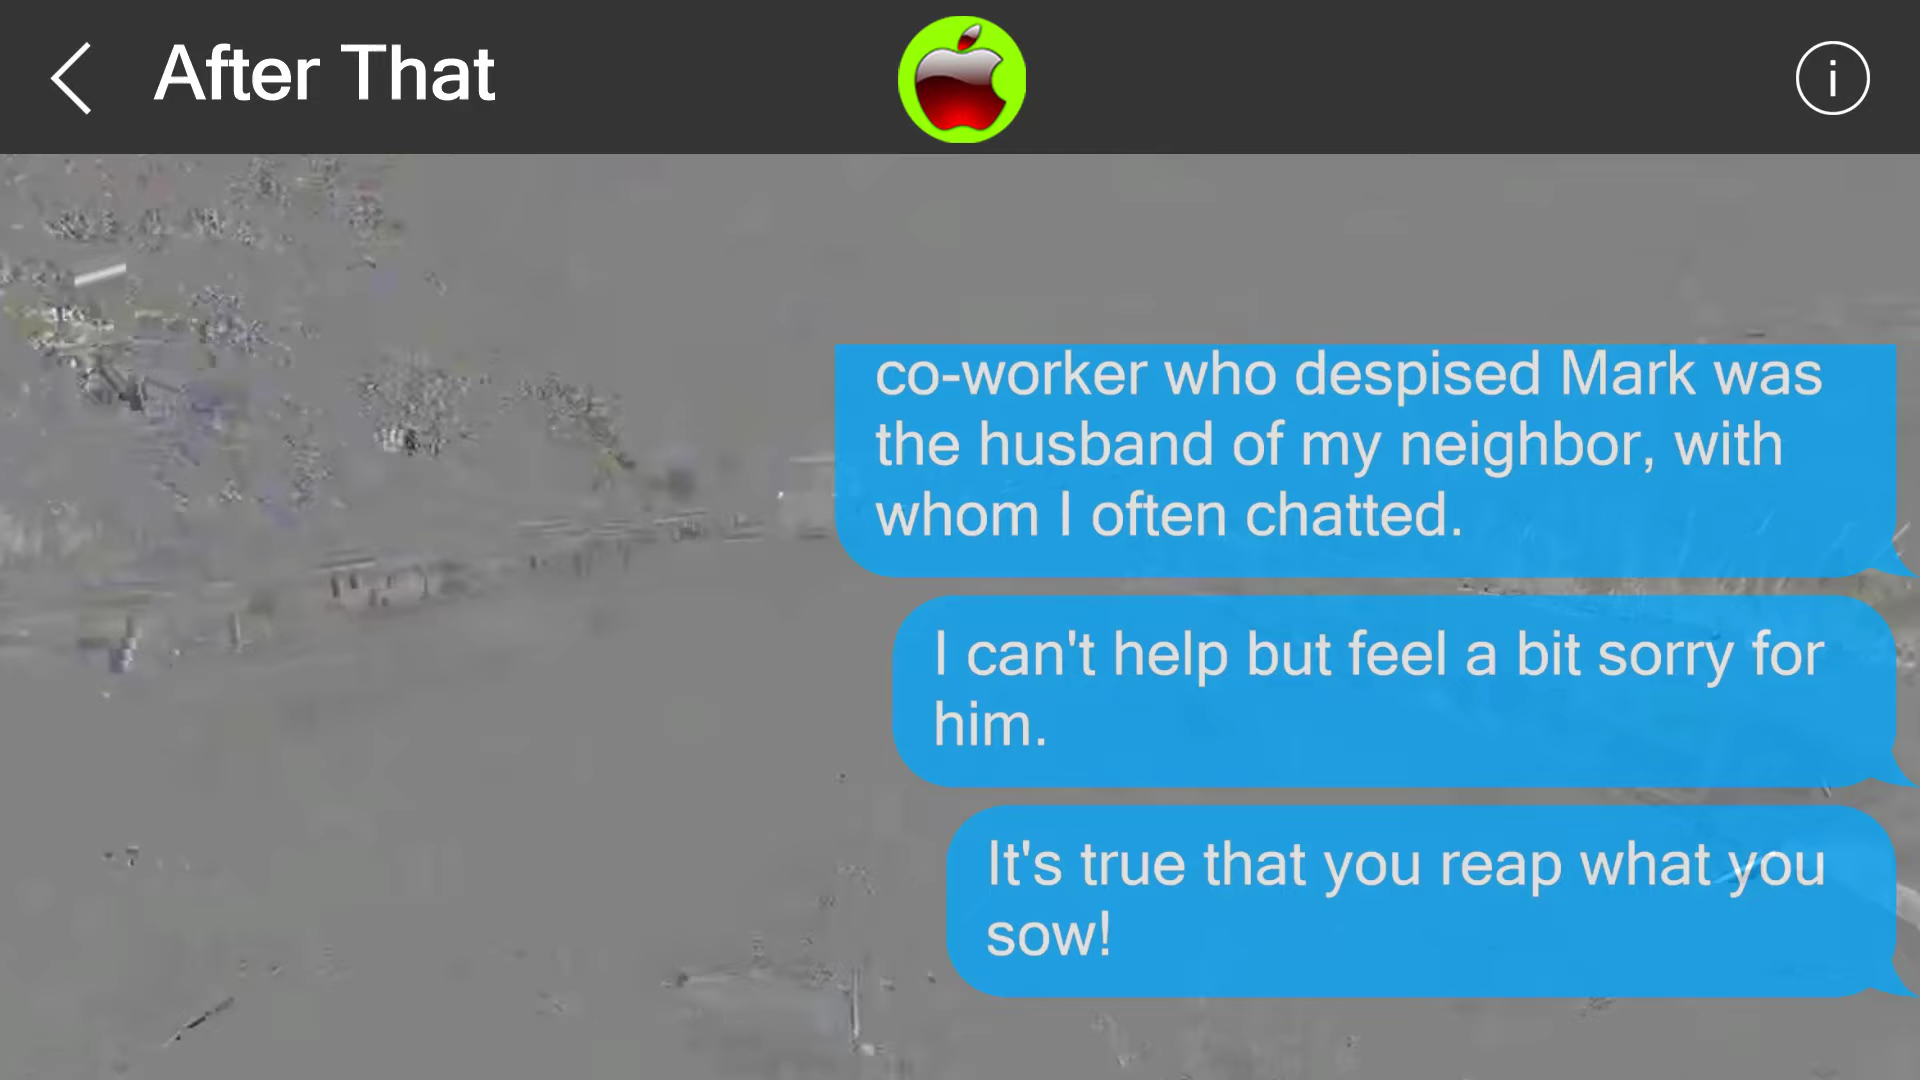 After That
co-worker who despised Mark was
the husband of my neighbor, with
whom I often chatted.
I can't help but feel a bit sorry for
him.
It's true that you reap what you
sow!